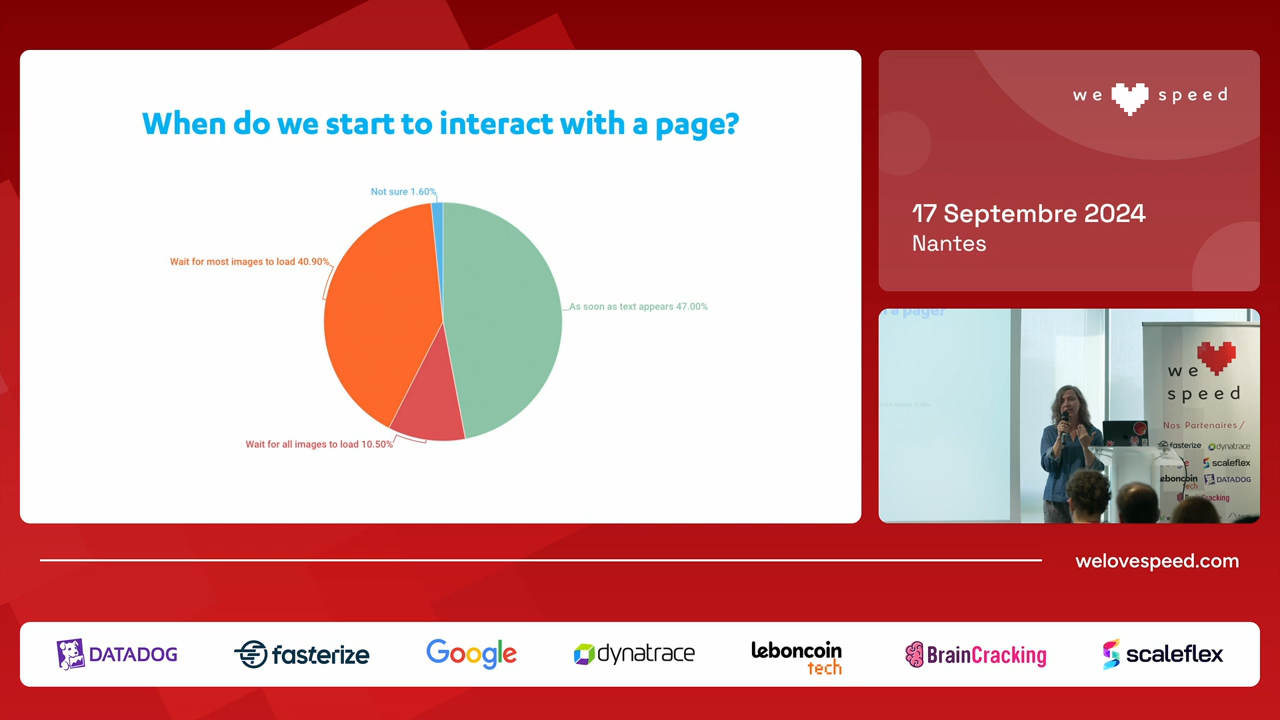 When do we start to interact with a page?
Not sure 1.60%
Wait for most images to load 40.90%
As soon as text appears 47.00%
Wait for all images to load 10.50%
we speed
17 Septembre 2024
Nantes
a page?
we
speed
Nos Partenaires/
fasterize dynatrace
scaleflex
leboncoin tech DATADOG
BrainCracking
welovespeed.com
DATADOG
fasterize
Google
dynatrace
leboncoin
tech
BrainCracking
scaleflex